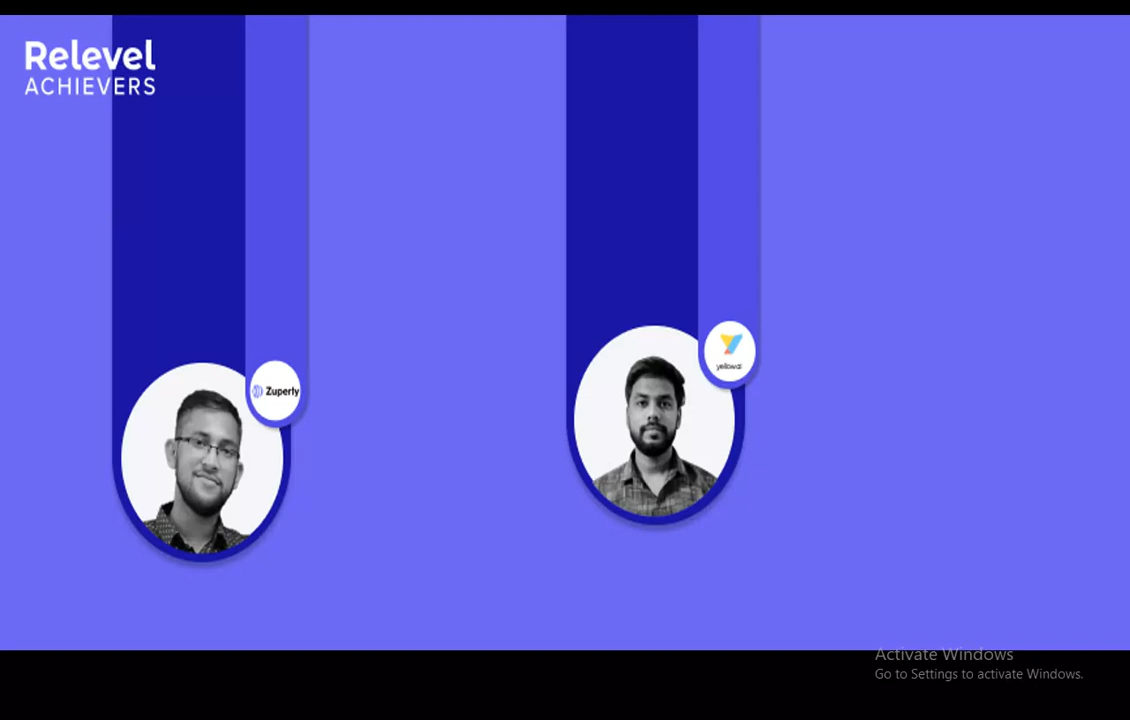 Relevel
ACHIEVERS
yellow.ai
Zuperly
Activate Windows
Go to Settings to activate Windows.